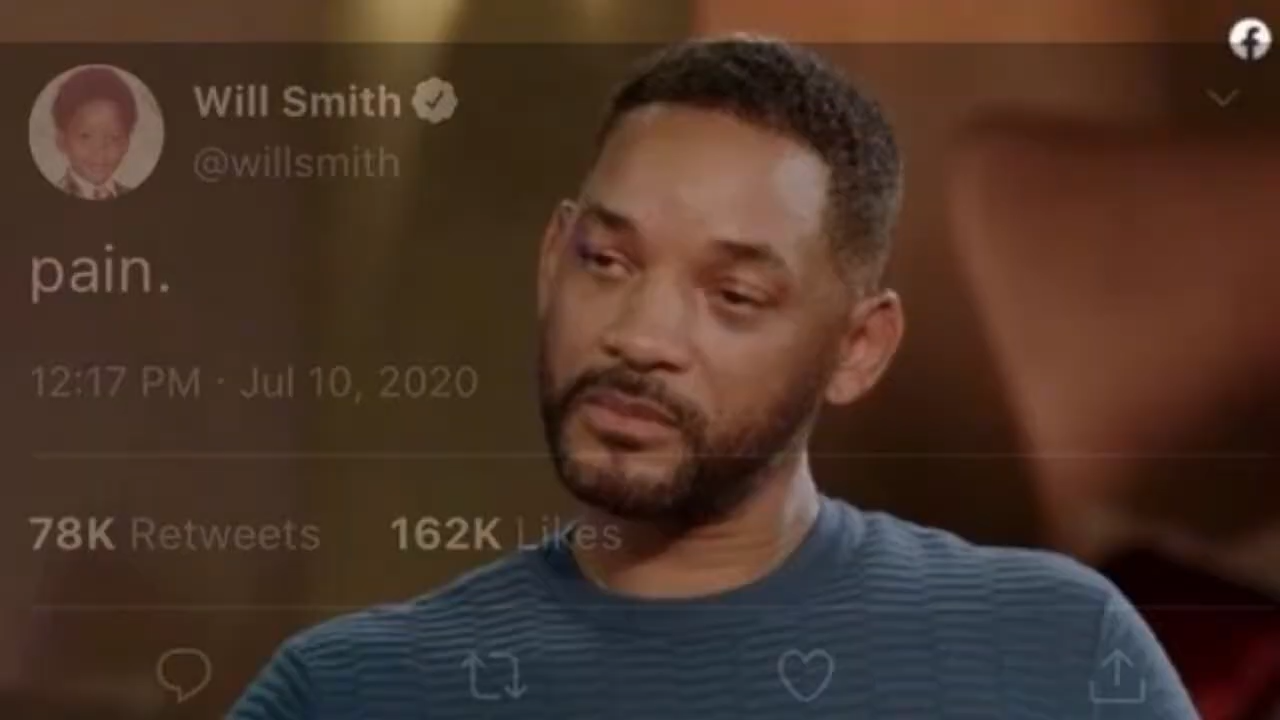 Will Smith
@willsmith
pain.
12:17 PM · Jul 10, 2020
78K Retweets 162K Likes